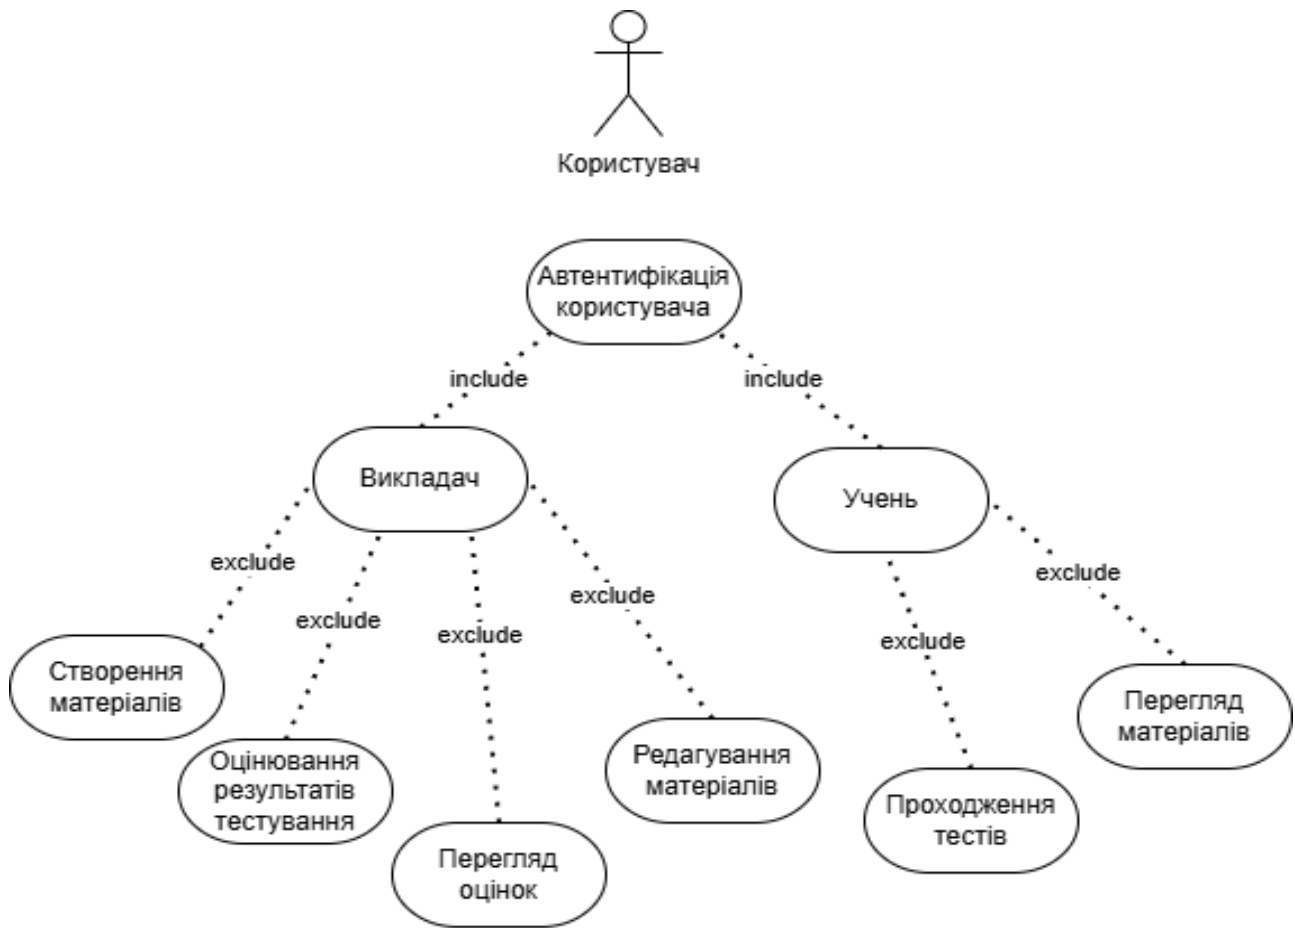 Користувач
Автентифікація
користувача
include
include
Викладач
Учень
exclude
exclude
exclude
exclude
exclude
exclude
Створення
матеріалів
Оцінювання
результатів
тестування
Перегляд
оцінок
Редагування
матеріалів
Проходження
тестів
Перегляд
матеріалів